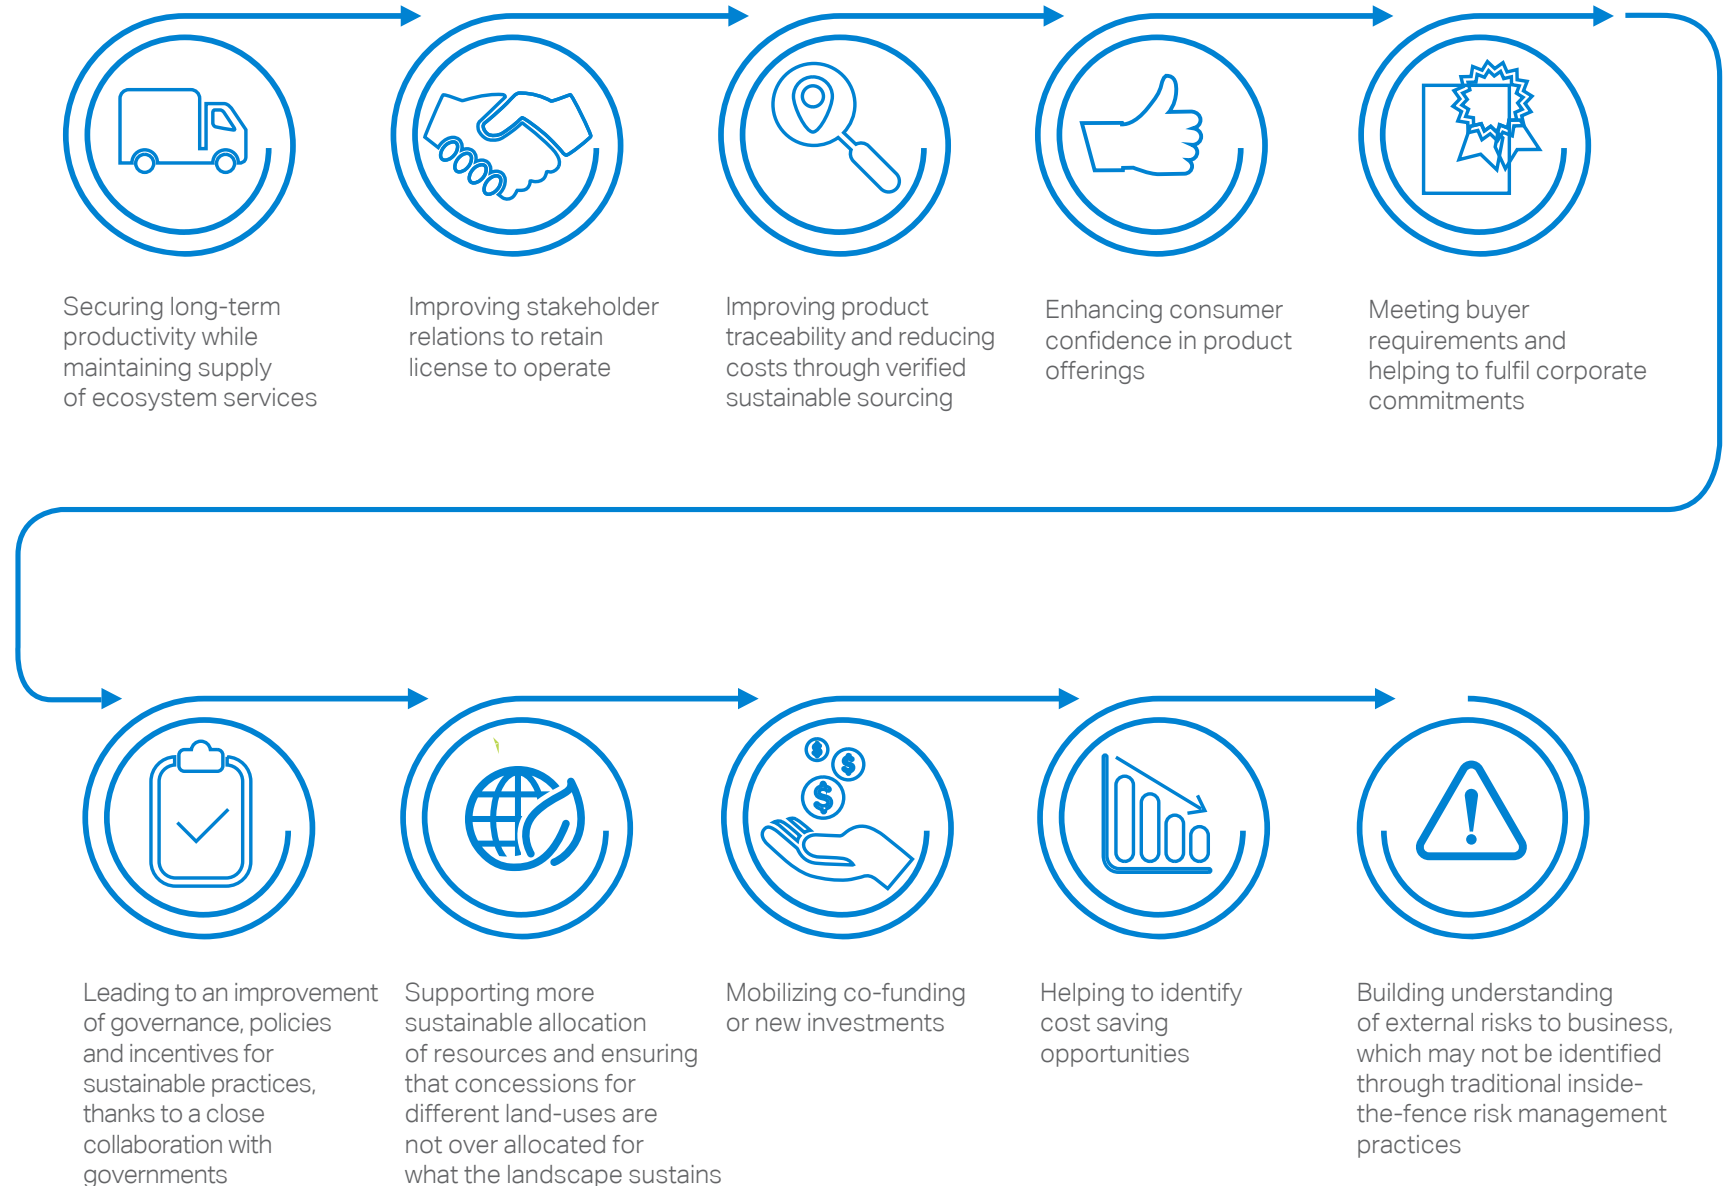 Securing long-term
productivity while
maintaining supply
of ecosystem services
Improving stakeholder
relations to retain
license to operate
Improving product
traceability and reducing
costs through verified
sustainable sourcing
Enhancing consumer
confidence in product
offerings
Meeting buyer
requirements and
helping to fulfil corporate
commitments
Leading to an improvement
of governance, policies
and incentives for
sustainable practices,
thanks to a close
collaboration with
governments
Supporting more
sustainable allocation
of resources and ensuring
that concessions for
different land-uses are
not over allocated for
what the landscape sustains
$
$
$
Mobilizing co-funding
or new investments
Helping to identify
cost saving
opportunities
!
Building understanding
of external risks to business,
which may not be identified
through traditional inside-
the-fence risk management
practices